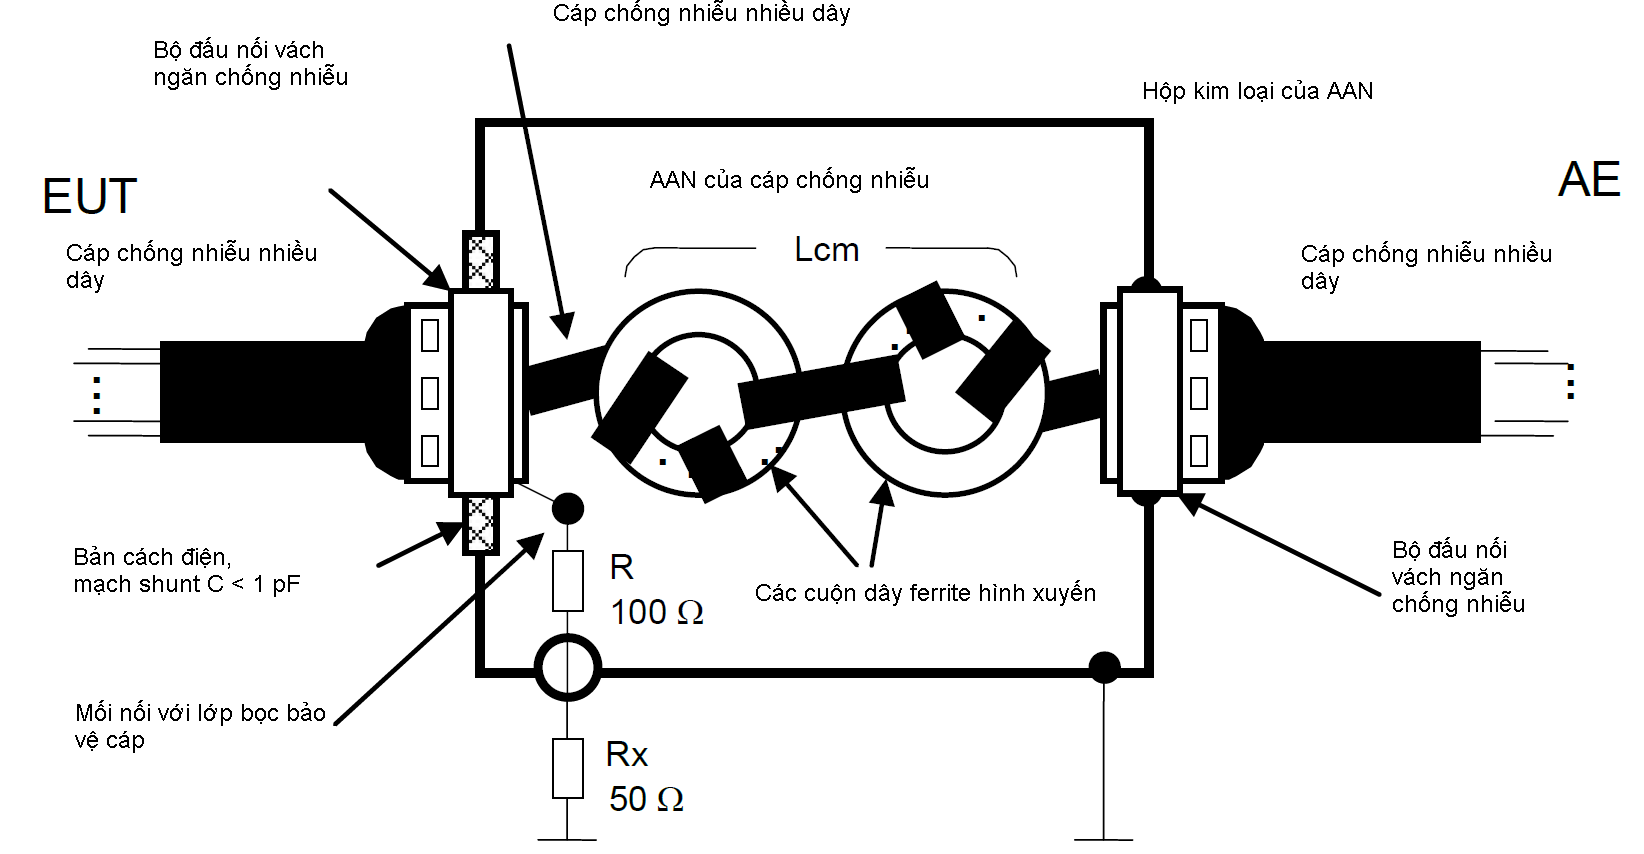 Cáp chống nhiễu nhiều dây
Bộ đấu nối vách
ngăn chống nhiễu
Hộp kim loại của AAN
EUT
AAN của cáp chống nhiễu
AE
Cáp chống nhiễu nhiều
dây
Lcm
Cáp chống nhiễu nhiều
dây
Bản cách điện,
mạch shunt C < 1 pF
R
100 Ω
Các cuộn dây ferrite hình xuyến
Bộ đấu nối
vách ngăn
chống nhiễu
Mối nối với lớp bọc bảo
vệ cáp
Rx
50 Ω